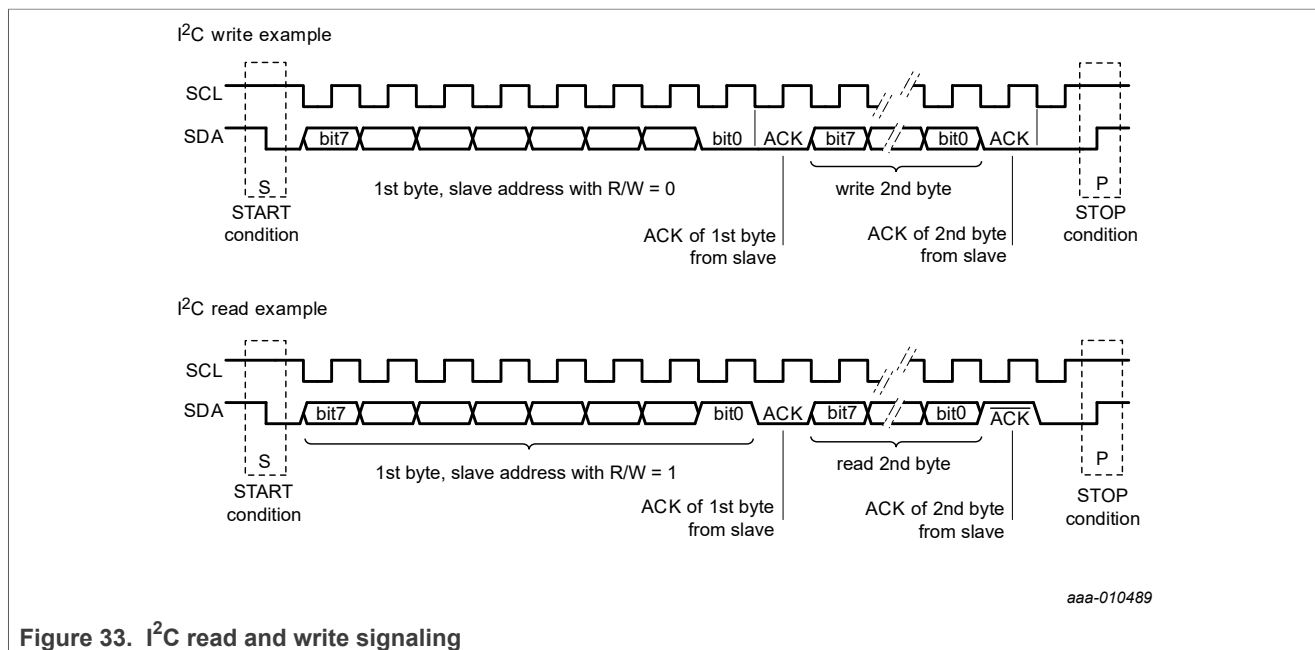 I²C write example
SCL
SDA bit7 bit0 ACK bit7 bit0 ACK
S 1st byte, slave address with R/W = 0 write 2nd byte P
START
condition
ACK of 1st byte
from slave
ACK of 2nd byte
from slave
STOP
condition
I²C read example
SCL
SDA bit7 bit0 ACK bit7 bit0 A̅C̅K̅
S 1st byte, slave address with R/W = 1 read 2nd byte P
START
condition
ACK of 1st byte
from slave
ACK of 2nd byte
from slave
STOP
condition
aaa-010489
Figure 33. I²C read and write signaling